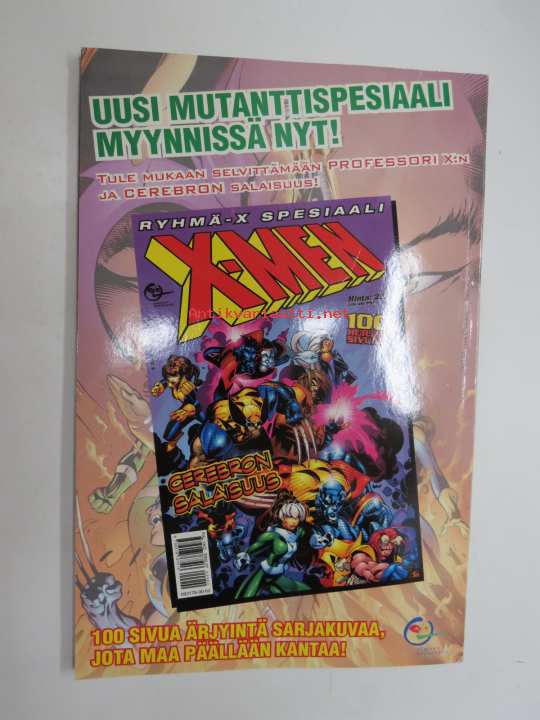 UUSI MUTANTTISPESIAALI
MYYNNISSÄ NYT!
TULE MUKAAN SELVITTÄMÄÄN PROFESSORI X:N
JA CEREBRON SALAISUUS!
RYHMÄ-X SPESIAALI
X-MEN
Hinta:
100
Antikvariaatti.net
CEREBRON
SALAISUUS
100 SIVUA ÄRJYINTÄ SARJAKUVAA,
JOTA MAA PÄÄLLÄÄN KANTAA!